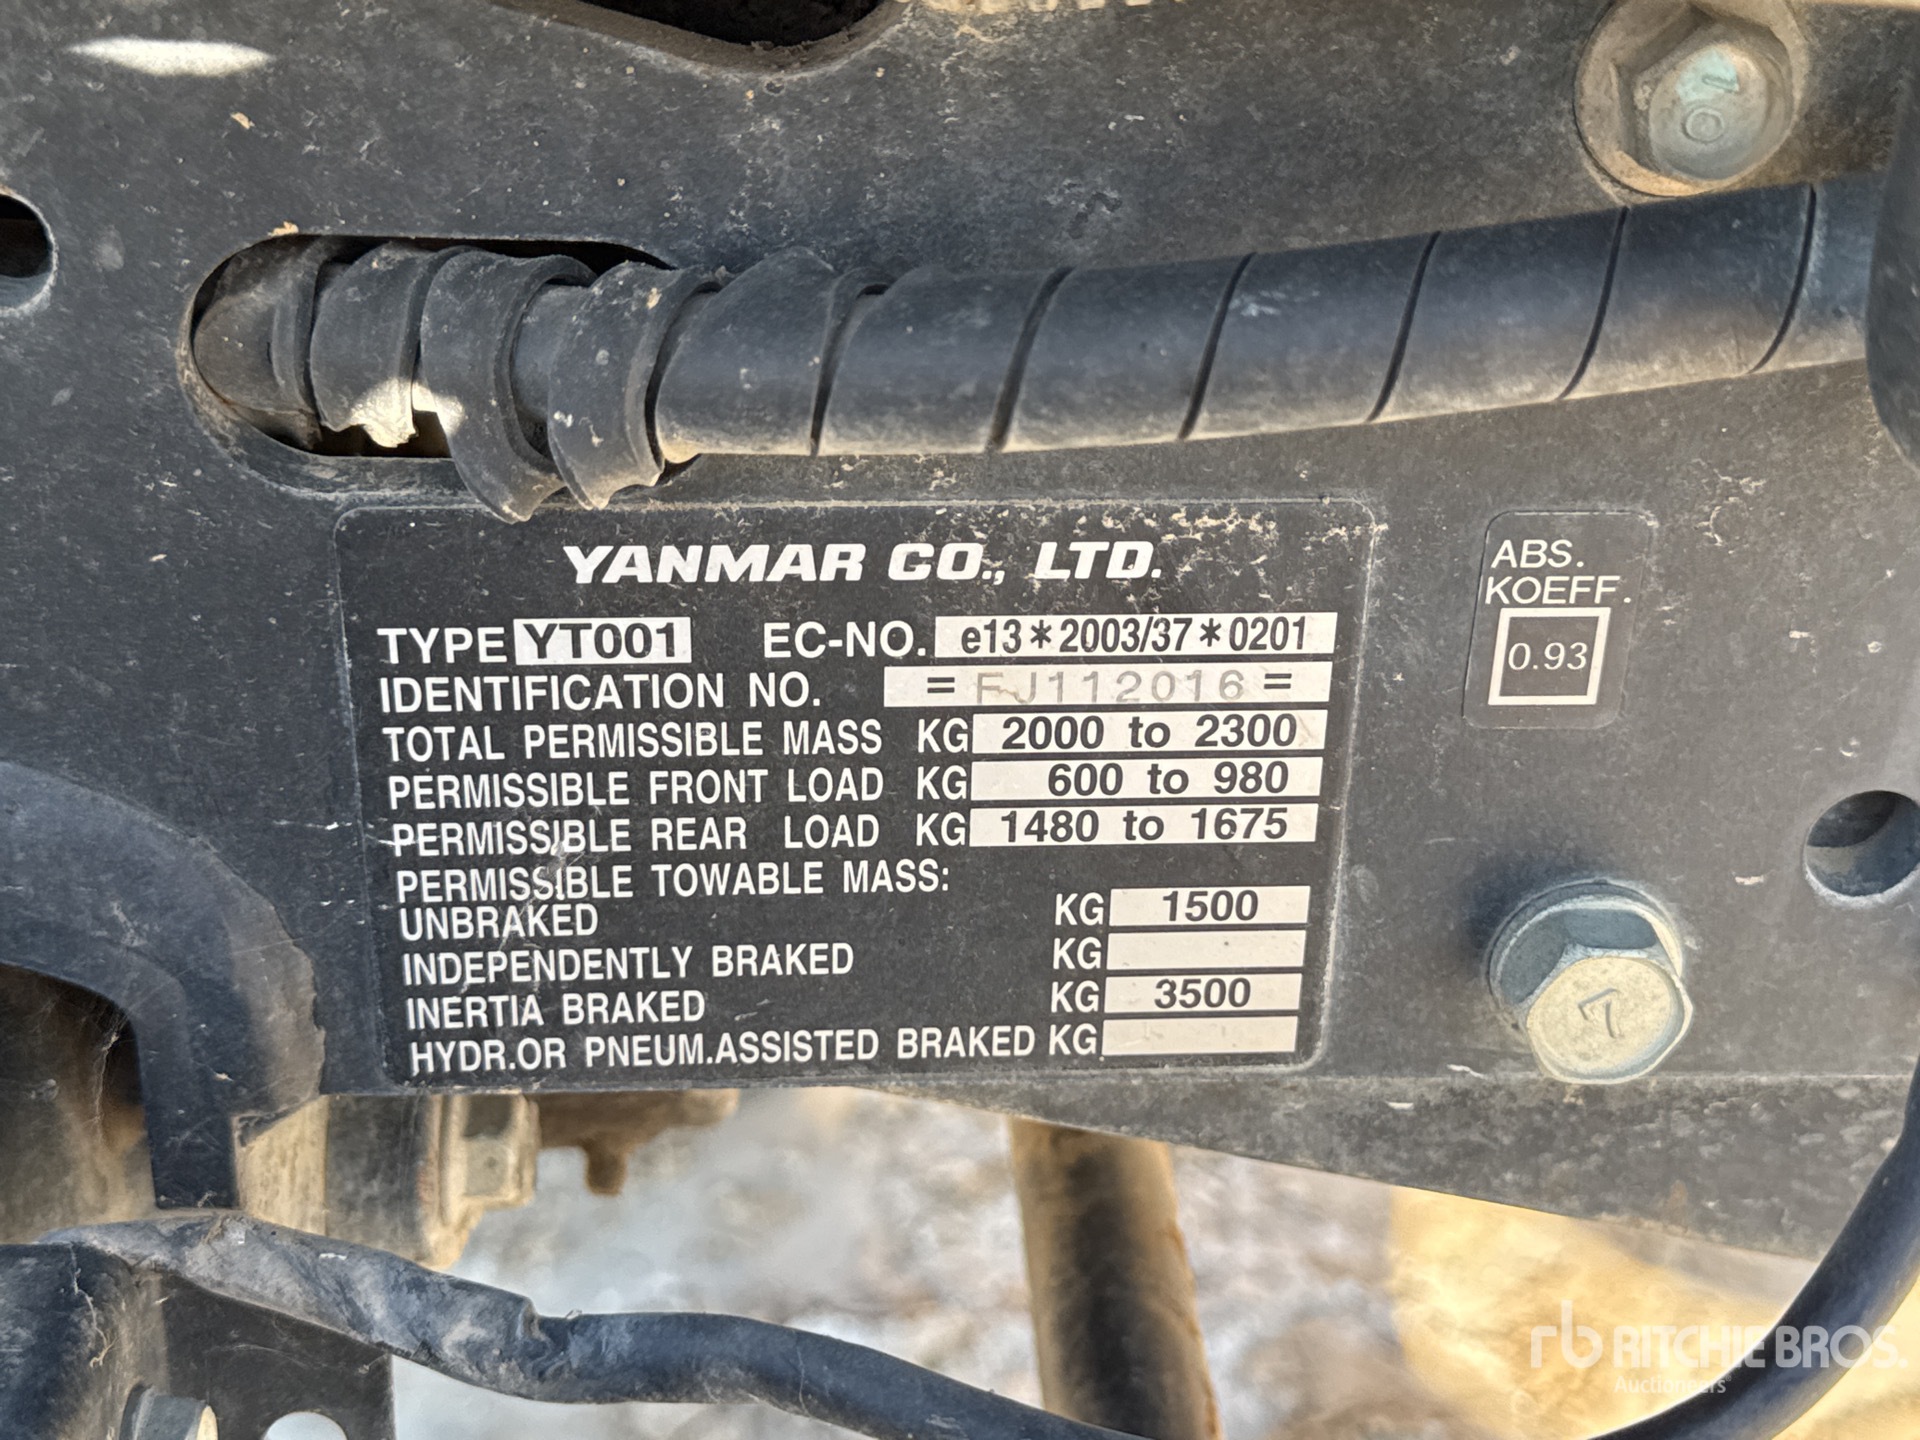 10
YANMAR CO., LTD.
TYPE YT001 EC-NO. e13*2003/37*0201
IDENTIFICATION NO. =FJ112016=
TOTAL PERMISSIBLE MASS KG 2000 to 2300
PERMISSIBLE FRONT LOAD KG 600 to 980
PERMISSIBLE REAR LOAD KG 1480 to 1675
PERMISSIBLE TOWABLE MASS:
UNBRAKED KG 1500
INDEPENDENTLY BRAKED KG
INERTIA BRAKED KG 3500
HYDR.OR PNEUM.ASSISTED BRAKED KG
ABS.
KOEFF.
0.93
7
rb RITCHIE BROS.
Auctioneers